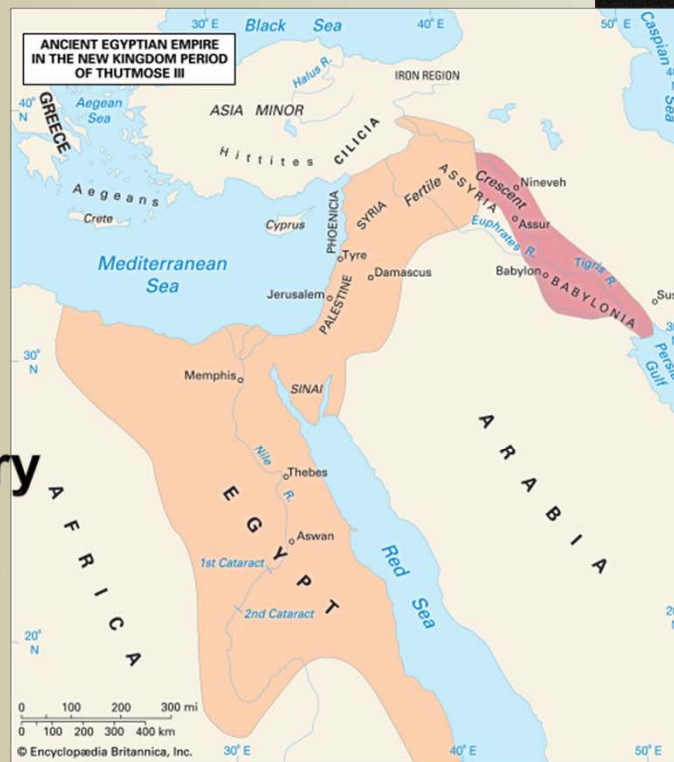 ANCIENT EGYPTIAN EMPIRE
IN THE NEW KINGDOM PERIOD
OF THUTMOSE III
30° E
Black Sea
40° E
50° E
Caspian
Sea
40°
N
GREECE
Aegean
Sea
Halus R.
IRON REGION
ASIA MINOR
Hittites
CILICIA
Aegeans
Crete
Cyprus
PHOENICIA
SYRIA
Fertile
Crescent
ASSYRIA
Nineveh
Assur
Euphrates R.
Tigris R.
Mediterranean
Sea
Tyre
Damascus
Babylon
BABYLONIA
Jerusalem
PALESTINE
30°
N
Persi
Gulf
Memphis
SINAI
ry
Nile
R.
Thebes
ARABIA
AFRICA
EGYPT
Aswan
1st Cataract
2nd Cataract
Red Sea
20°
N
0 100 200 300 mi
0 100 200 300 400 km
© Encyclopædia Britannica, Inc.
30° E
40° E
50° E